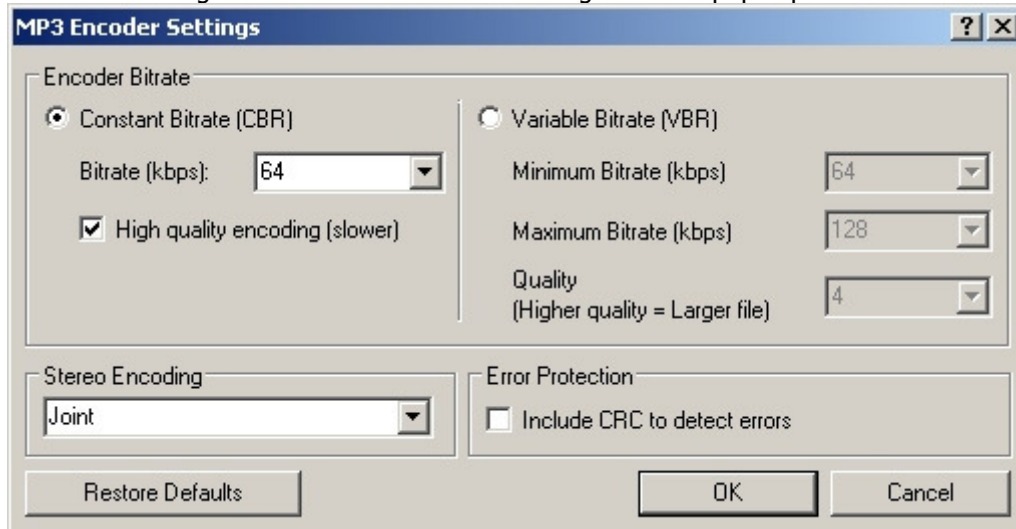 MP3 Encoder Settings
Encoder Bitrate
Constant Bitrate (CBR)
Bitrate (kbps): 64
High quality encoding (slower)
Variable Bitrate (VBR)
Minimum Bitrate (kbps) 64
Maximum Bitrate (kbps) 128
Quality
(Higher quality = Larger file) 4
Stereo Encoding
Joint
Error Protection
Include CRC to detect errors
Restore Defaults
OK
Cancel